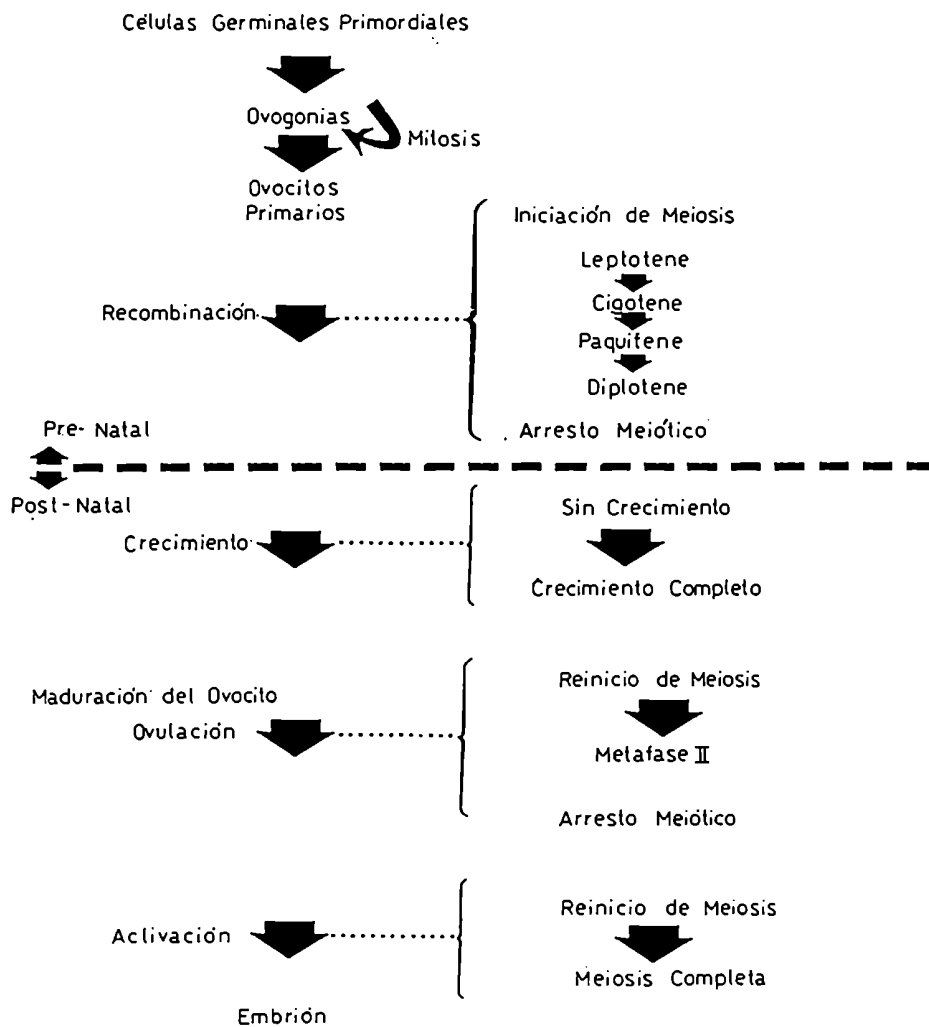 Células Germinales Primordiales
Ovogonias
Mitosis
Ovocitos
Primarios
Iniciación de Meiosis
Leptotene
Cigotene
Recombinación
Paquitene
Diplotene
Arresto Meiótico
Pre-Natal
Post-Natal
Sin Crecimiento
Crecimiento
Crecimiento Completo
Maduración del Ovocito
Ovulación
Reinicio de Meiosis
Metafase II
Arresto Meiótico
Activación
Reinicio de Meiosis
Meiosis Completa
Embrión